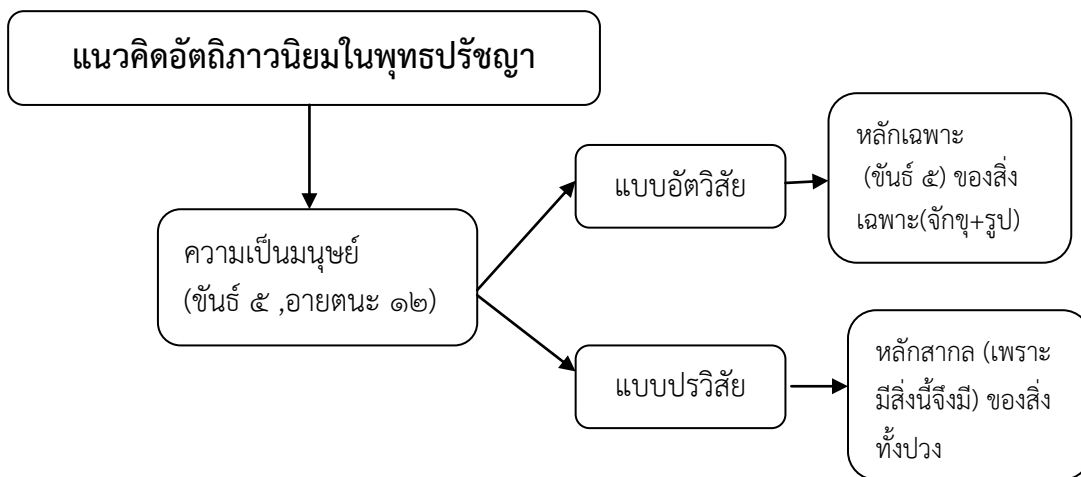 แนวคิดอัตถิภาวนิยมในพุทธปรัชญา
ความเป็นมนุษย์
(ขันธ์ ๕ ,อายตนะ ๑๒)
แบบอัตวิสัย
หลักเฉพาะ
(ขันธ์ ๕) ของสิ่ง
เฉพาะ(จักขุ+รูป)
แบบปรวิสัย
หลักสากล (เพราะ
มีสิ่งนี้จึงมี) ของสิ่ง
ทั้งปวง